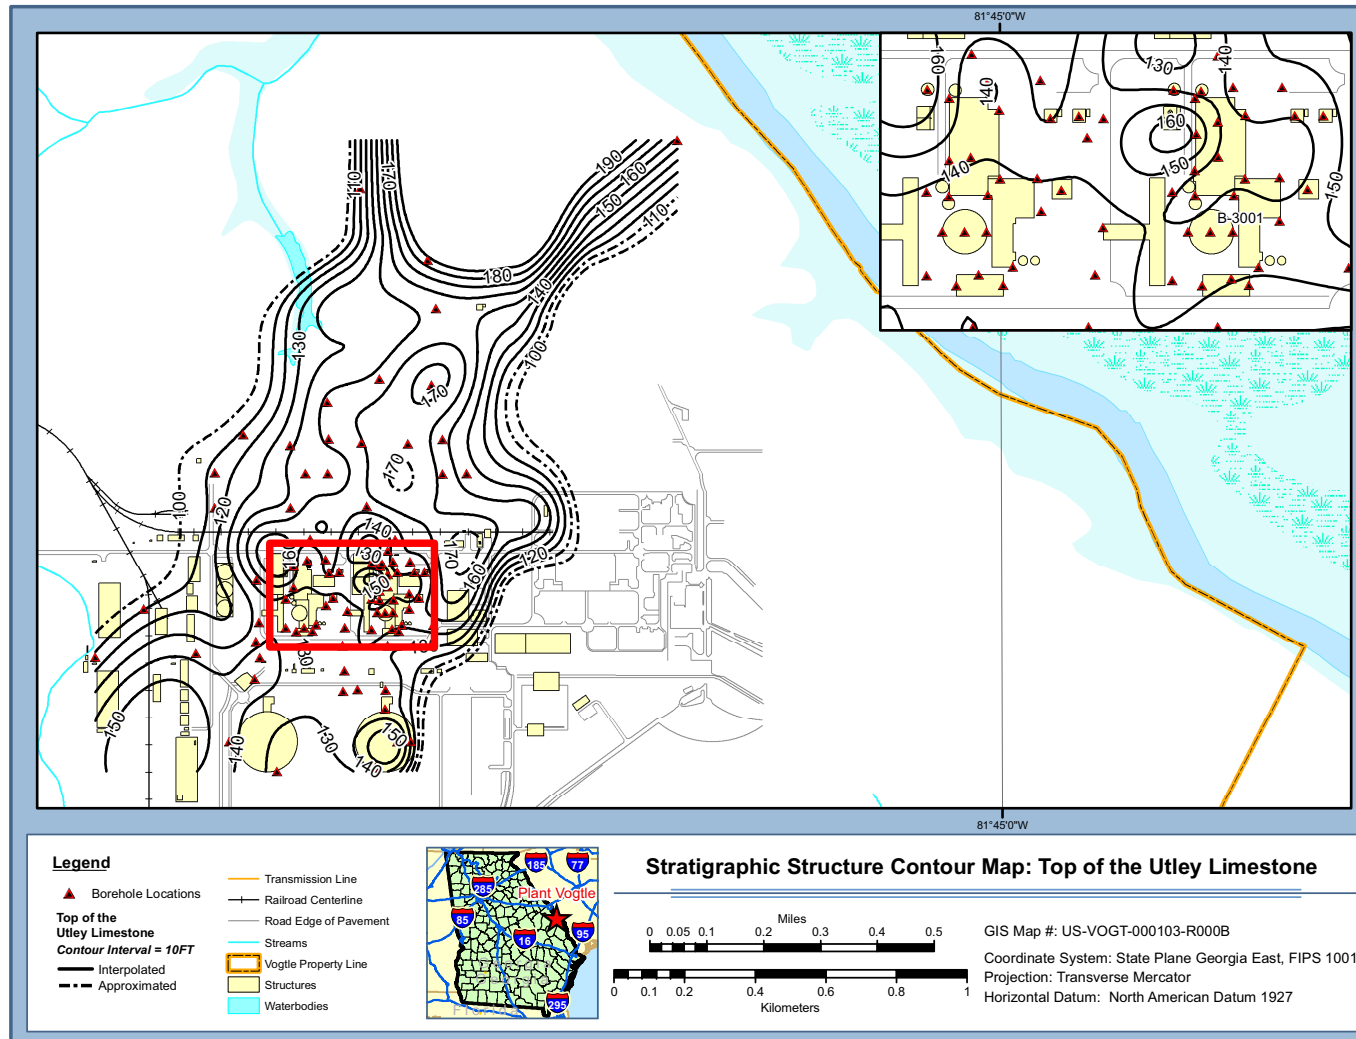 81°45'0"W
110
170
190
160
150
110
180
140
130
100
170
170
100
120
140
160
130
150
170
160
120
130
150
140
130
150
140
160
140
130
140
160
150
140
150
B-3001
81°45'0"W
Legend
Borehole Locations
Top of the
Utley Limestone
Contour Interval = 10FT
Interpolated
Approximated
Transmission Line
Railroad Centerline
Road Edge of Pavement
Streams
Vogtle Property Line
Structures
Waterbodies
185
77
285
Plant Vogtle
85
16
95
295
Stratigraphic Structure Contour Map: Top of the Utley Limestone
Miles
0 0.05 0.1 0.2 0.3 0.4 0.5
0 0.1 0.2 0.4 0.6 0.8 1
Kilometers
GIS Map #: US-VOGT-000103-R000B
Coordinate System: State Plane Georgia East, FIPS 1001
Projection: Transverse Mercator
Horizontal Datum: North American Datum 1927